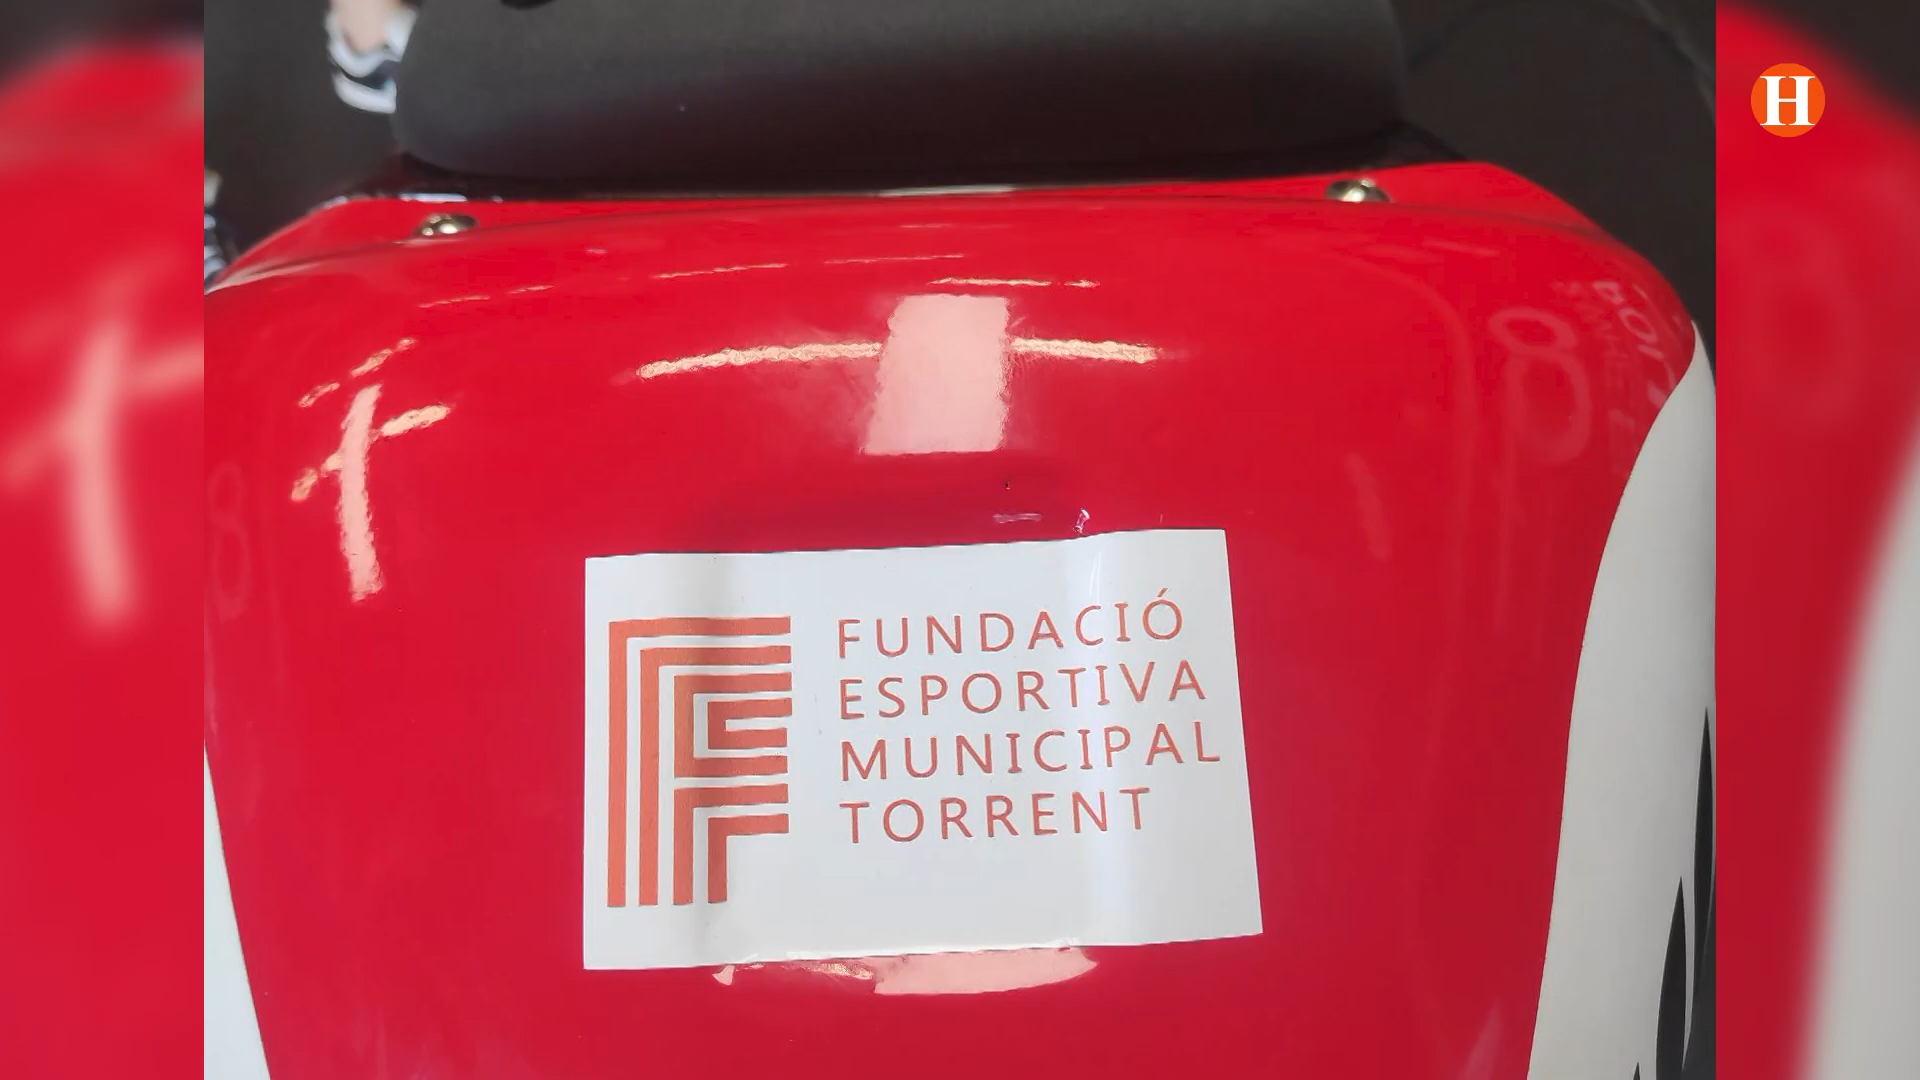 H
FUNDACIÓ
ESPORTIVA
MUNICIPAL
TORRENT